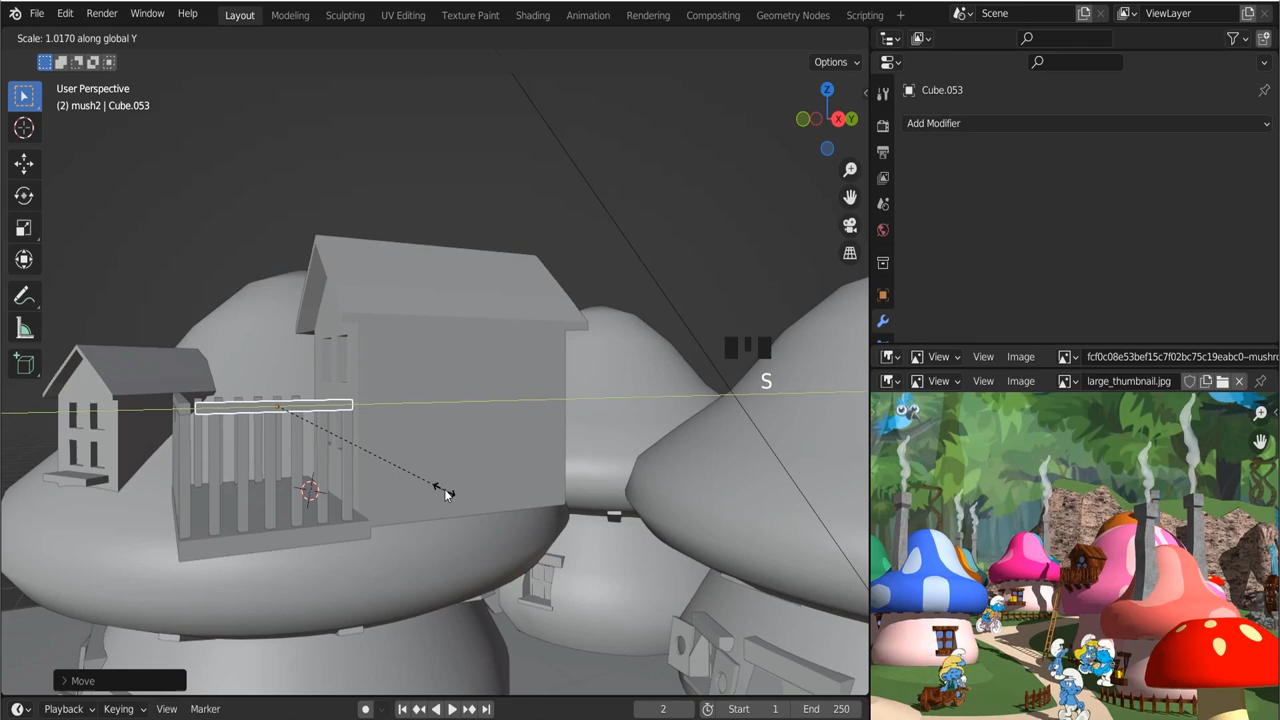 File Edit Render Window Help Layout Modeling Sculpting UV Editing Texture Paint Shading Animation Rendering Compositing Geometry Nodes Scripting + Scene ViewLayer
Scale: 1.0170 along global Y
Options
User Perspective
(2) mush2 | Cube.053
Z
X Y
Cube.053
Add Modifier
S
View View Image fcf0c08e53bef15c7f02bc75c19eabc0--mushro
View View Image large_thumbnail.jpg
Move
Playback Keying View Marker 2 Start 1 End 250